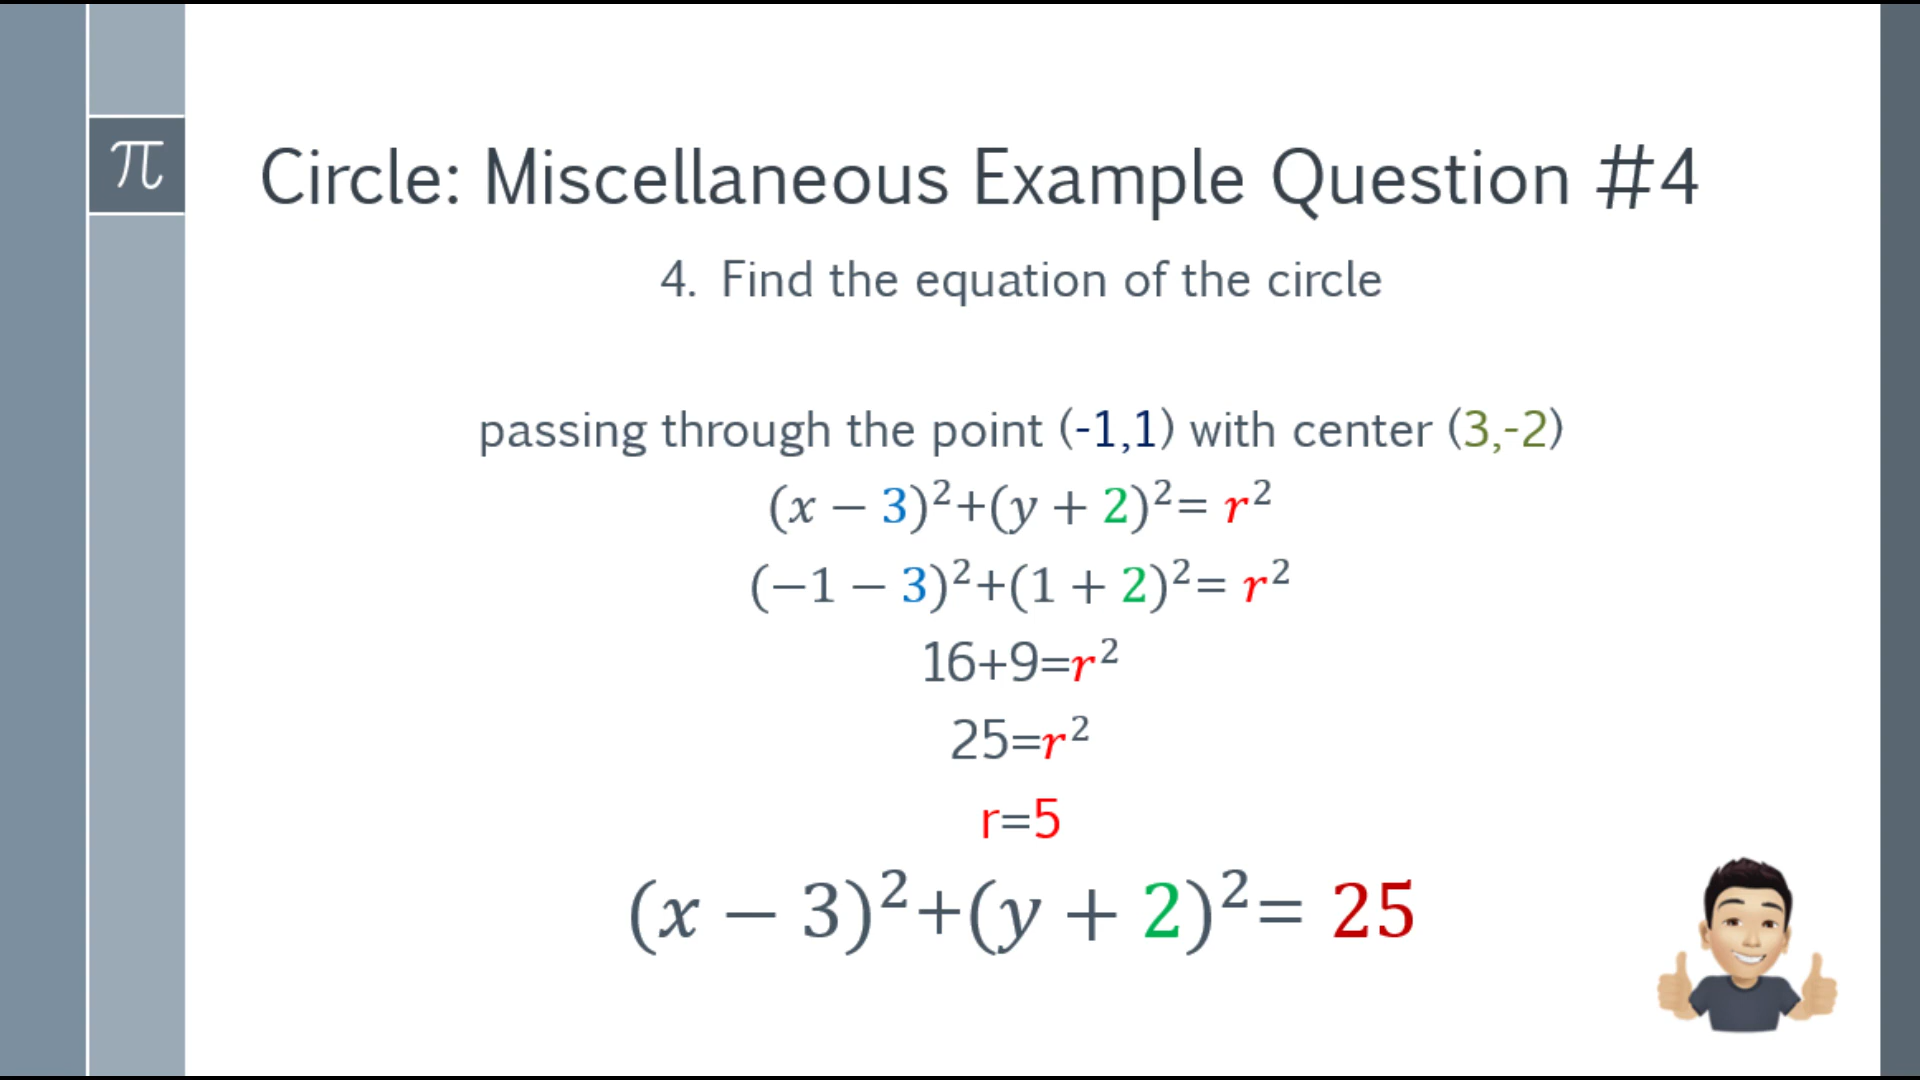 π
Circle: Miscellaneous Example Question #4
4. Find the equation of the circle
passing through the point (-1,1) with center (3,-2)
(x − 3)²+(y + 2)²= r²
(−1 − 3)²+(1 + 2)²= r²
16+9=r²
25=r²
r=5
(x − 3)²+(y + 2)²= 25